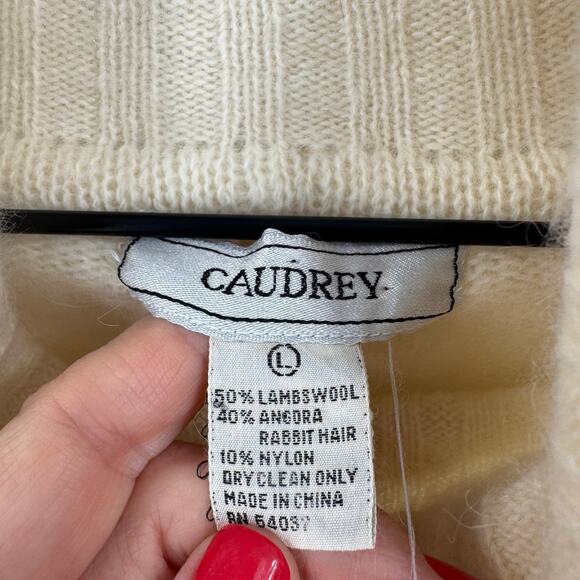 CAUDREY
L
50% LAMBSWOOL
40% ANGORA
RABBIT HAIR
10% NYLON
DRY CLEAN ONLY
MADE IN CHINA
RN 54037